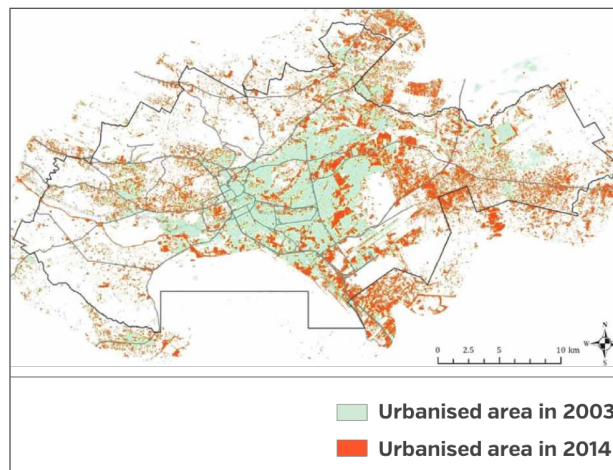 N
W E
S
0 2.5 5 10 km
Urbanised area in 2003
Urbanised area in 2014